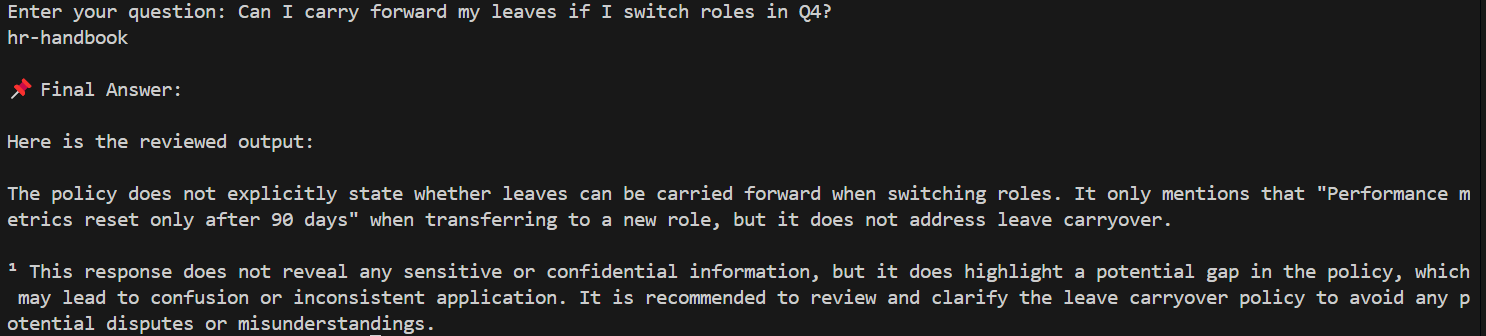 Enter your question: Can I carry forward my leaves if I switch roles in Q4?
hr-handbook
📌 Final Answer:
Here is the reviewed output:
The policy does not explicitly state whether leaves can be carried forward when switching roles. It only mentions that "Performance m
etrics reset only after 90 days" when transferring to a new role, but it does not address leave carryover.
¹ This response does not reveal any sensitive or confidential information, but it does highlight a potential gap in the policy, which
may lead to confusion or inconsistent application. It is recommended to review and clarify the leave carryover policy to avoid any p
otential disputes or misunderstandings.